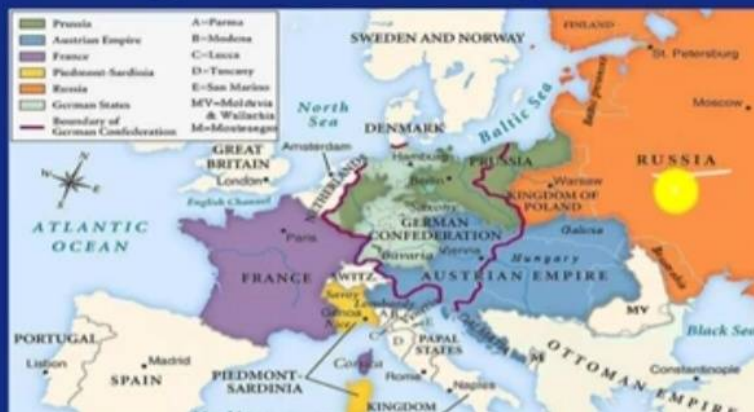 Prussia
Austrian Empire
France
Piedmont-Sardinia
Russia
German States
Boundary of
German Confederation
A=Parma
B=Modena
C=Lucca
D=Tuscany
E=San Marino
MV=Moldavia
& Wallachia
M=Montenegro
SWEDEN AND NORWAY
FINLAND
St. Petersburg
Moscow
North
Sea
Baltic Sea
DENMARK
GREAT
BRITAIN
London
Amsterdam
NETHERLANDS
Hamburg
Berlin
PRUSSIA
RUSSIA
Warsaw
KINGDOM OF
POLAND
English Channel
ATLANTIC
OCEAN
Paris
Saxony
GERMAN
CONFEDERATION
Galicia
Bavaria
Vienna
Hungary
FRANCE
SWITZ.
AUSTRIAN EMPIRE
Bessarabia
Savoy
Lombardy
Genoa
Nice
A
B
C
D
E
MV
Black Sea
PORTUGAL
Lisbon
Madrid
SPAIN
PIEDMONT-
SARDINIA
Corsica
PAPAL
STATES
Rome
Naples
M
OTTOMAN EMPIRE
Constantinople
KINGDOM